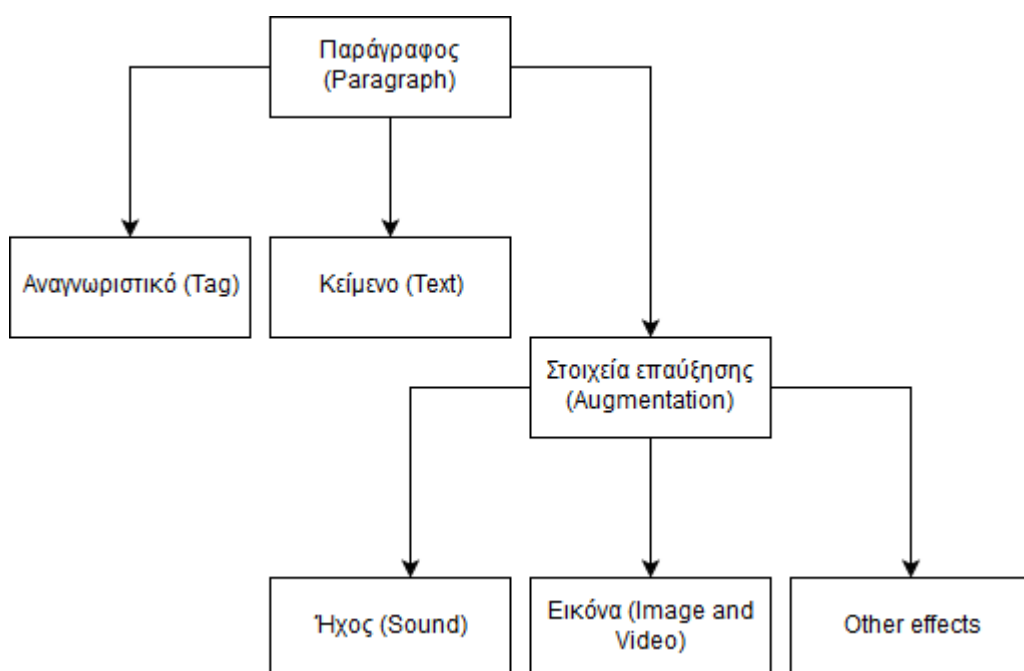 Παράγραφος
(Paragraph)
Αναγνωριστικό (Tag)
Κείμενο (Text)
Στοιχεία επαύξησης
(Augmentation)
Ήχος (Sound)
Εικόνα (Image and
Video)
Other effects